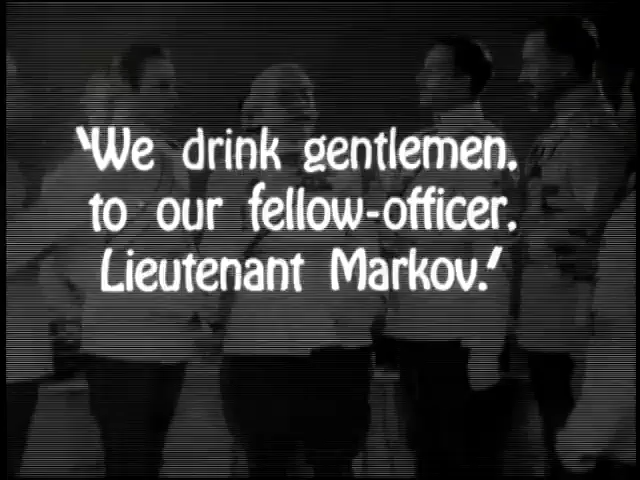 'We drink gentlemen,
to our fellow-officer,
Lieutenant Markov.'